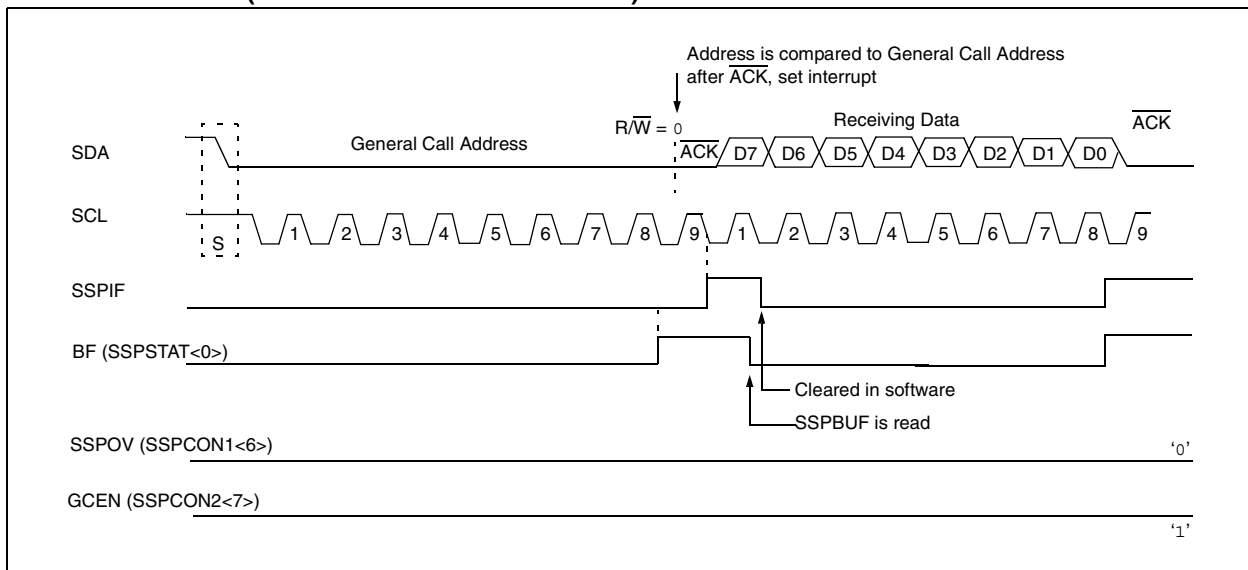 Address is compared to General Call Address
after ACK, set interrupt
R/W = 0
Receiving Data
ACK
SDA
General Call Address
ACK
D7 D6 D5 D4 D3 D2 D1 D0
SCL
S
1 2 3 4 5 6 7 8 9 1 2 3 4 5 6 7 8 9
SSPIF
BF (SSPSTAT<0>)
Cleared in software
SSPBUF is read
SSPOV (SSPCON1<6>)
‘0’
GCEN (SSPCON2<7>)
‘1’